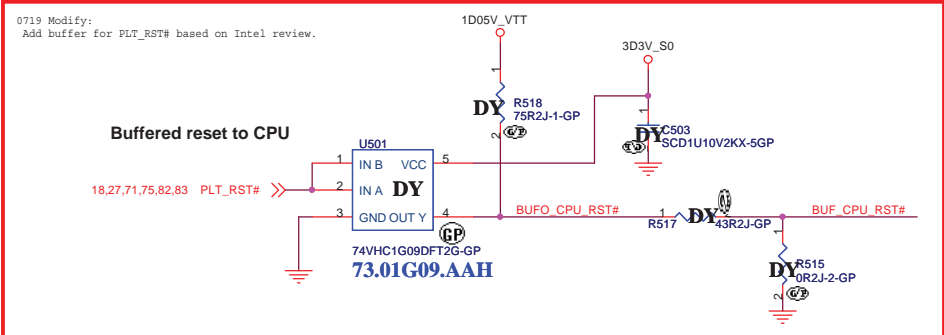 0719 Modify:
Add buffer for PLT_RST# based on Intel review.
1D05V_VTT
3D3V_S0
1
DY
R518
75R2J-1-GP
2
1
DY
C503
SCD1U10V2KX-5GP
Buffered reset to CPU
U501
1 IN B VCC 5
18,27,71,75,82,83 PLT_RST# 2 IN A DY
3 GND OUT Y 4
BUFO_CPU_RST#
1
R517
DY
43R2J-GP
BUF_CPU_RST#
GP
74VHC1G09DFT2G-GP
73.01G09.AAH
1
DY
R515
0R2J-2-GP
2